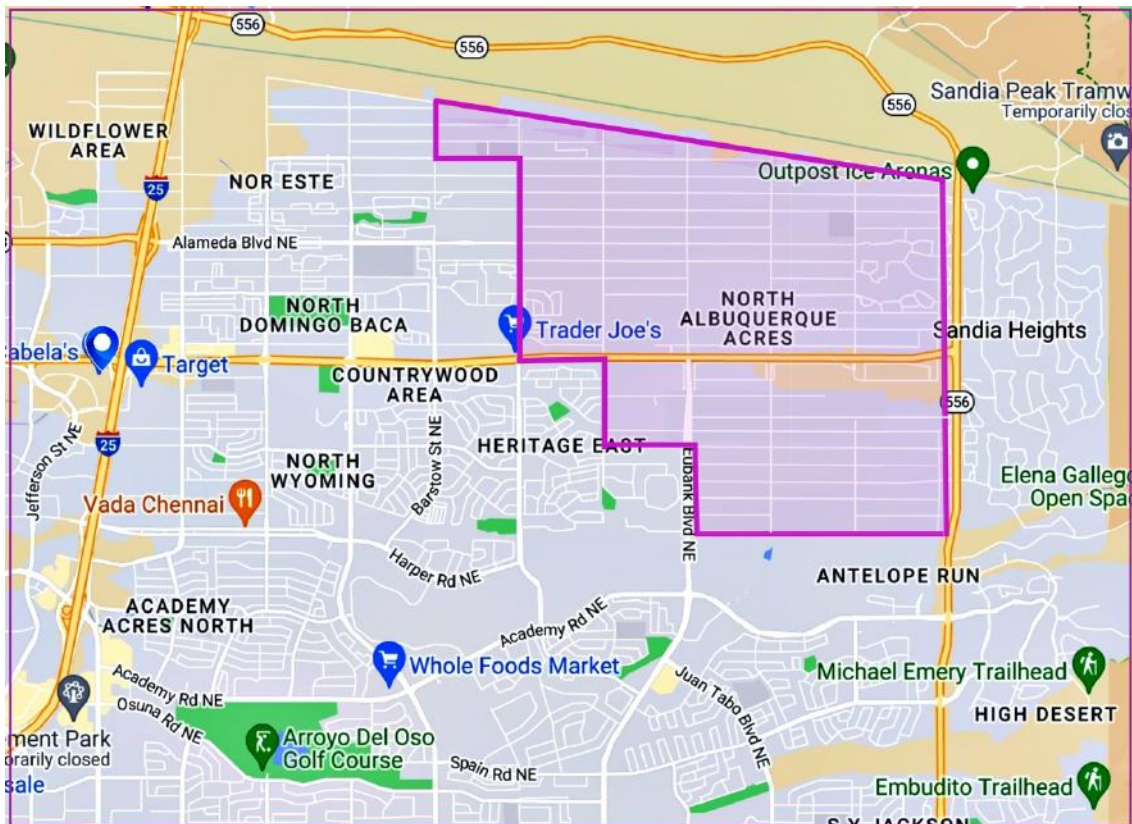 556
556
556
Sandia Peak Tramw
Temporarily clos
WILDFLOWER
AREA
Outpost Ice Arenas
NOR ESTE
25
Alameda Blvd NE
NORTH
DOMINGO BACA
NORTH
ALBUQUERQUE
ACRES
Trader Joe's
Sandia Heights
Cabela's
Target
COUNTRYWOOD
AREA
556
25
HERITAGE EAST
Jefferson St NE
NORTH
WYOMING
Barstow St NE
Eubank Blvd NE
Elena Galleg
Open Spa
Vada Chennai
Harper Rd NE
ANTELOPE RUN
ACADEMY
ACRES NORTH
Academy Rd NE
Whole Foods Market
Michael Emery Trailhead
Academy Rd NE
Osuna Rd NE
Juan Tabo Blvd NE
HIGH DESERT
ement Park
orarily closed
Arroyo Del Oso
Golf Course
Spain Rd NE
sale
Embudito Trailhead
S.Y. JACKSON